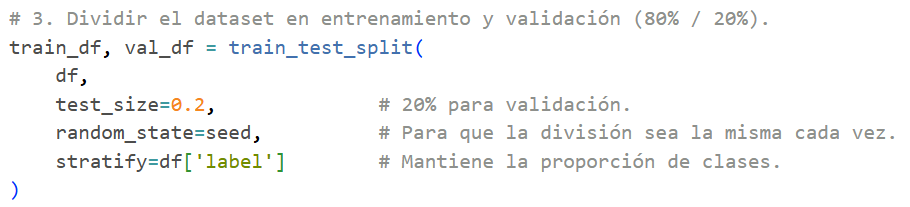 # 3. Dividir el dataset en entrenamiento y validación (80% / 20%).
train_df, val_df = train_test_split(
    df,
    test_size=0.2,              # 20% para validación.
    random_state=seed,          # Para que la división sea la misma cada vez.
    stratify=df['label']        # Mantiene la proporción de clases.
)